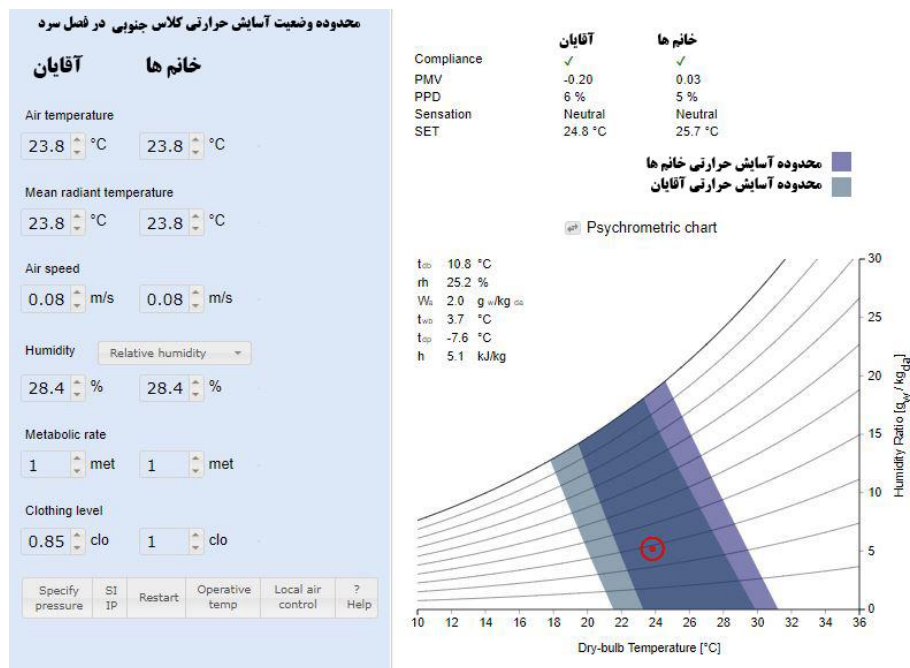 محدوده وضعیت آسایش حرارتی کلاس جنوبی در فصل سرد
آقایان خانم ها
Air temperature
23.8 °C 23.8 °C
Mean radiant temperature
23.8 °C 23.8 °C
Air speed
0.08 m/s 0.08 m/s
Humidity Relative humidity
28.4 % 28.4 %
Metabolic rate
1 met 1 met
Clothing level
0.85 clo 1 clo
Specify pressure SI IP Restart Operative temp Local air control ? Help
آقایان خانم ها
Compliance ✓ ✓
PMV -0.20 0.03
PPD 6 % 5 %
Sensation Neutral Neutral
SET 24.8 °C 25.7 °C
محدوده آسایش حرارتی خانم ها
محدوده آسایش حرارتی آقایان
Psychrometric chart
tdb 10.8 °C
rh 25.2 %
Wa 2.0 g w/kg da
twb 3.7 °C
tdp -7.6 °C
h 5.1 kJ/kg
30
25
20
15
10
5
0
Humidity Ratio [gw / kgda]
10 12 14 16 18 20 22 24 26 28 30 32 34 36
Dry-bulb Temperature [°C]